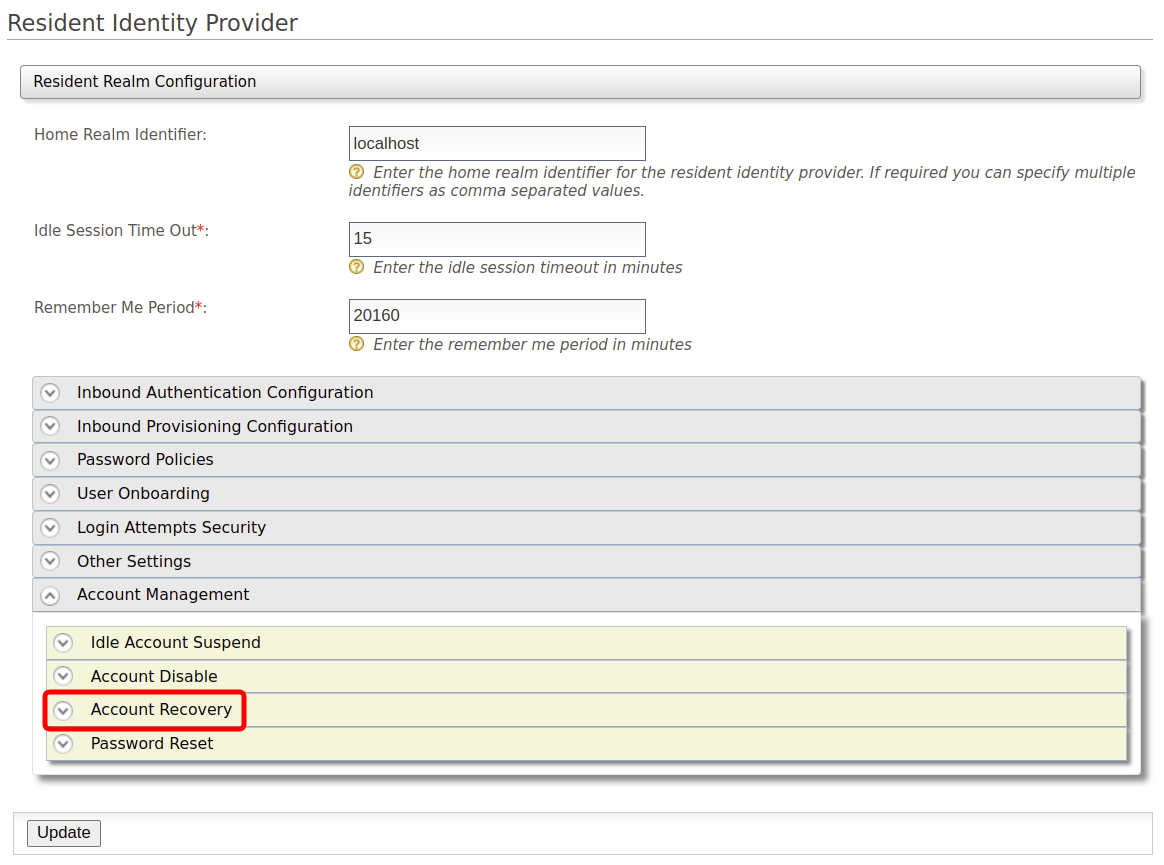 Resident Identity Provider
Resident Realm Configuration
Home Realm Identifier:
localhost
Enter the home realm identifier for the resident identity provider. If required you can specify multiple
identifiers as comma separated values.
Idle Session Time Out*:
15
Enter the idle session timeout in minutes
Remember Me Period*:
20160
Enter the remember me period in minutes
Inbound Authentication Configuration
Inbound Provisioning Configuration
Password Policies
User Onboarding
Login Attempts Security
Other Settings
Account Management
Idle Account Suspend
Account Disable
Account Recovery
Password Reset
Update